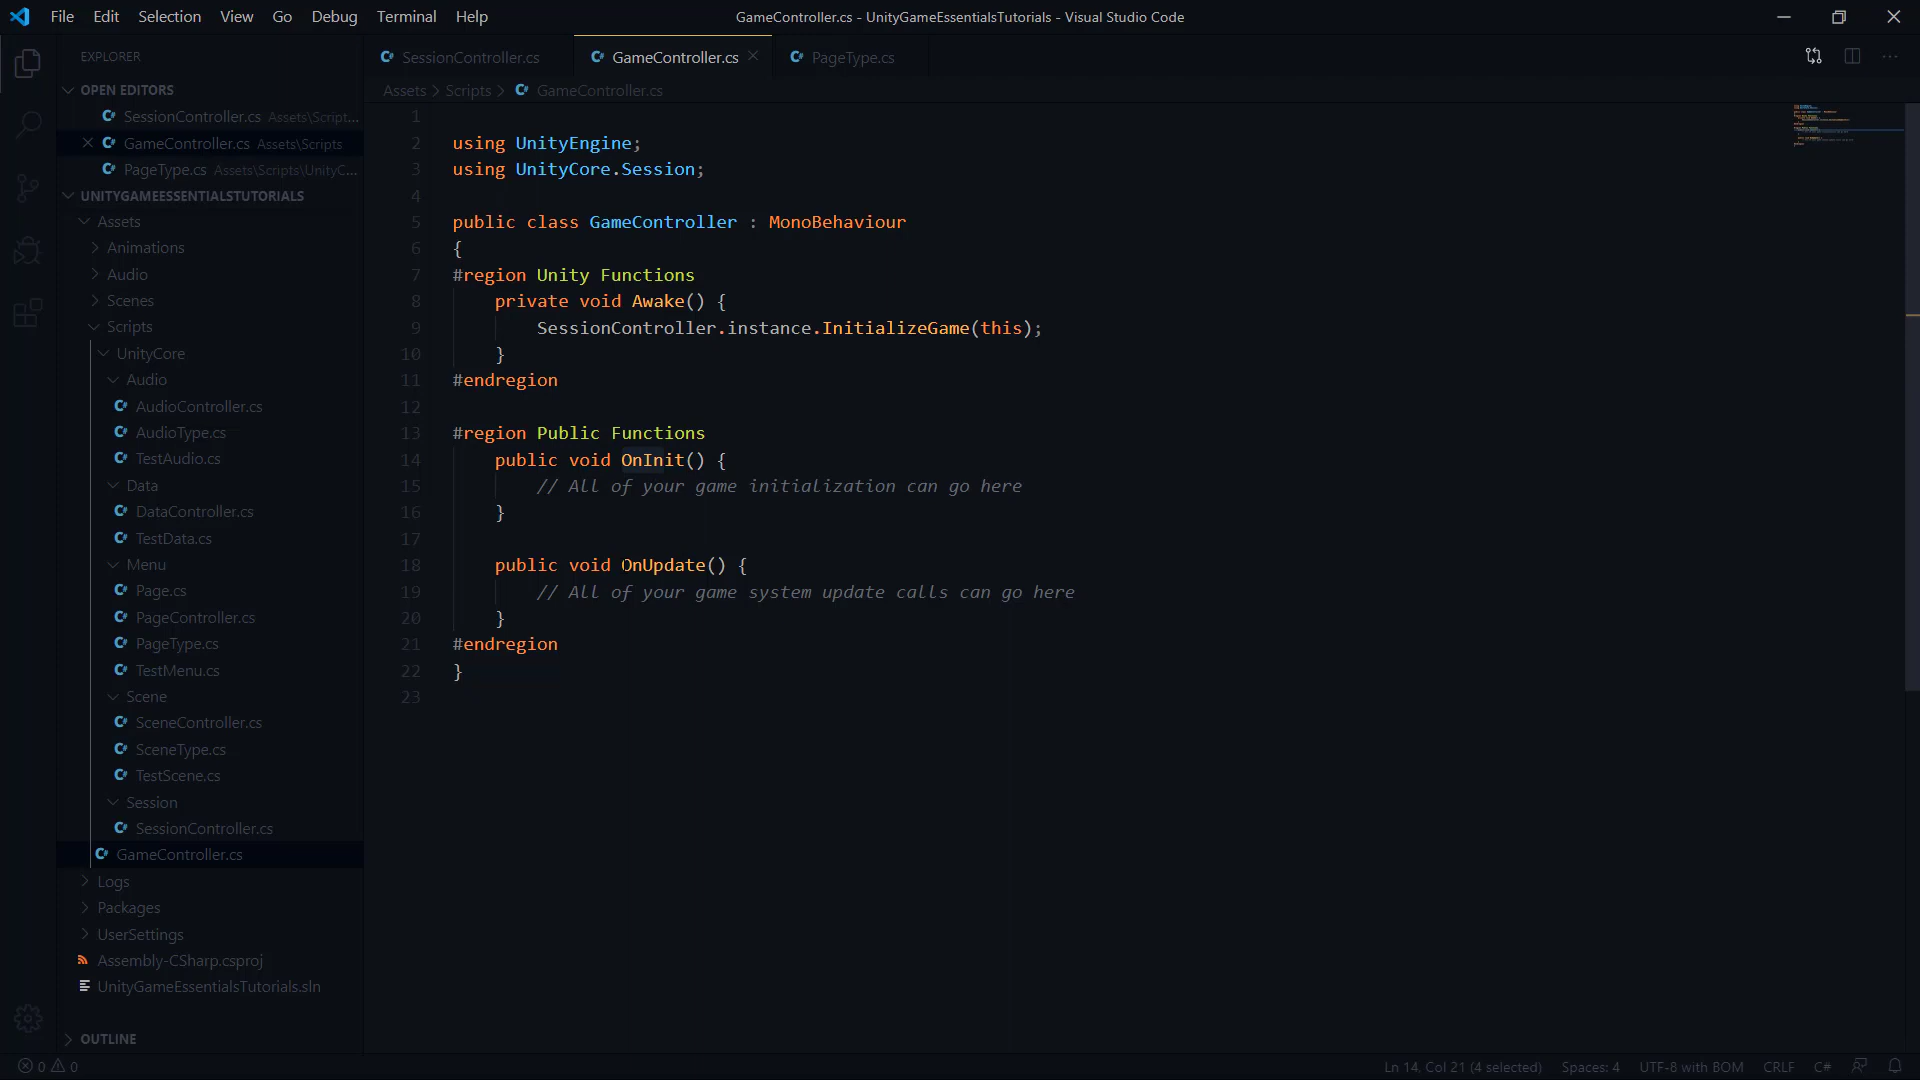 File Edit Selection View Go Debug Terminal Help
GameController.cs - UnityGameEssentialsTutorials - Visual Studio Code
EXPLORER
OPEN EDITORS
SessionController.cs Assets\Script...
GameController.cs Assets\Scripts
PageType.cs Assets\Scripts\UnityC...
UNITYGAMEESSENTIALSTUTORIALS
Assets
Animations
Audio
Scenes
Scripts
UnityCore
Audio
AudioController.cs
AudioType.cs
TestAudio.cs
Data
DataController.cs
TestData.cs
Menu
Page.cs
PageController.cs
PageType.cs
TestMenu.cs
Scene
SceneController.cs
SceneType.cs
TestScene.cs
Session
SessionController.cs
GameController.cs
Logs
Packages
UserSettings
Assembly-CSharp.csproj
UnityGameEssentialsTutorials.sln
OUTLINE
SessionController.cs GameController.cs PageType.cs
Assets > Scripts > GameController.cs
1
2 using UnityEngine;
3 using UnityCore.Session;
4
5 public class GameController : MonoBehaviour
6 {
7 #region Unity Functions
8 private void Awake() {
9 SessionController.instance.InitializeGame(this);
10 }
11 #endregion
12
13 #region Public Functions
14 public void OnInit() {
15 // All of your game initialization can go here
16 }
17
18 public void OnUpdate() {
19 // All of your game system update calls can go here
20 }
21 #endregion
22 }
23
0 0 Ln 14, Col 21 (4 selected) Spaces: 4 UTF-8 with BOM CRLF C#